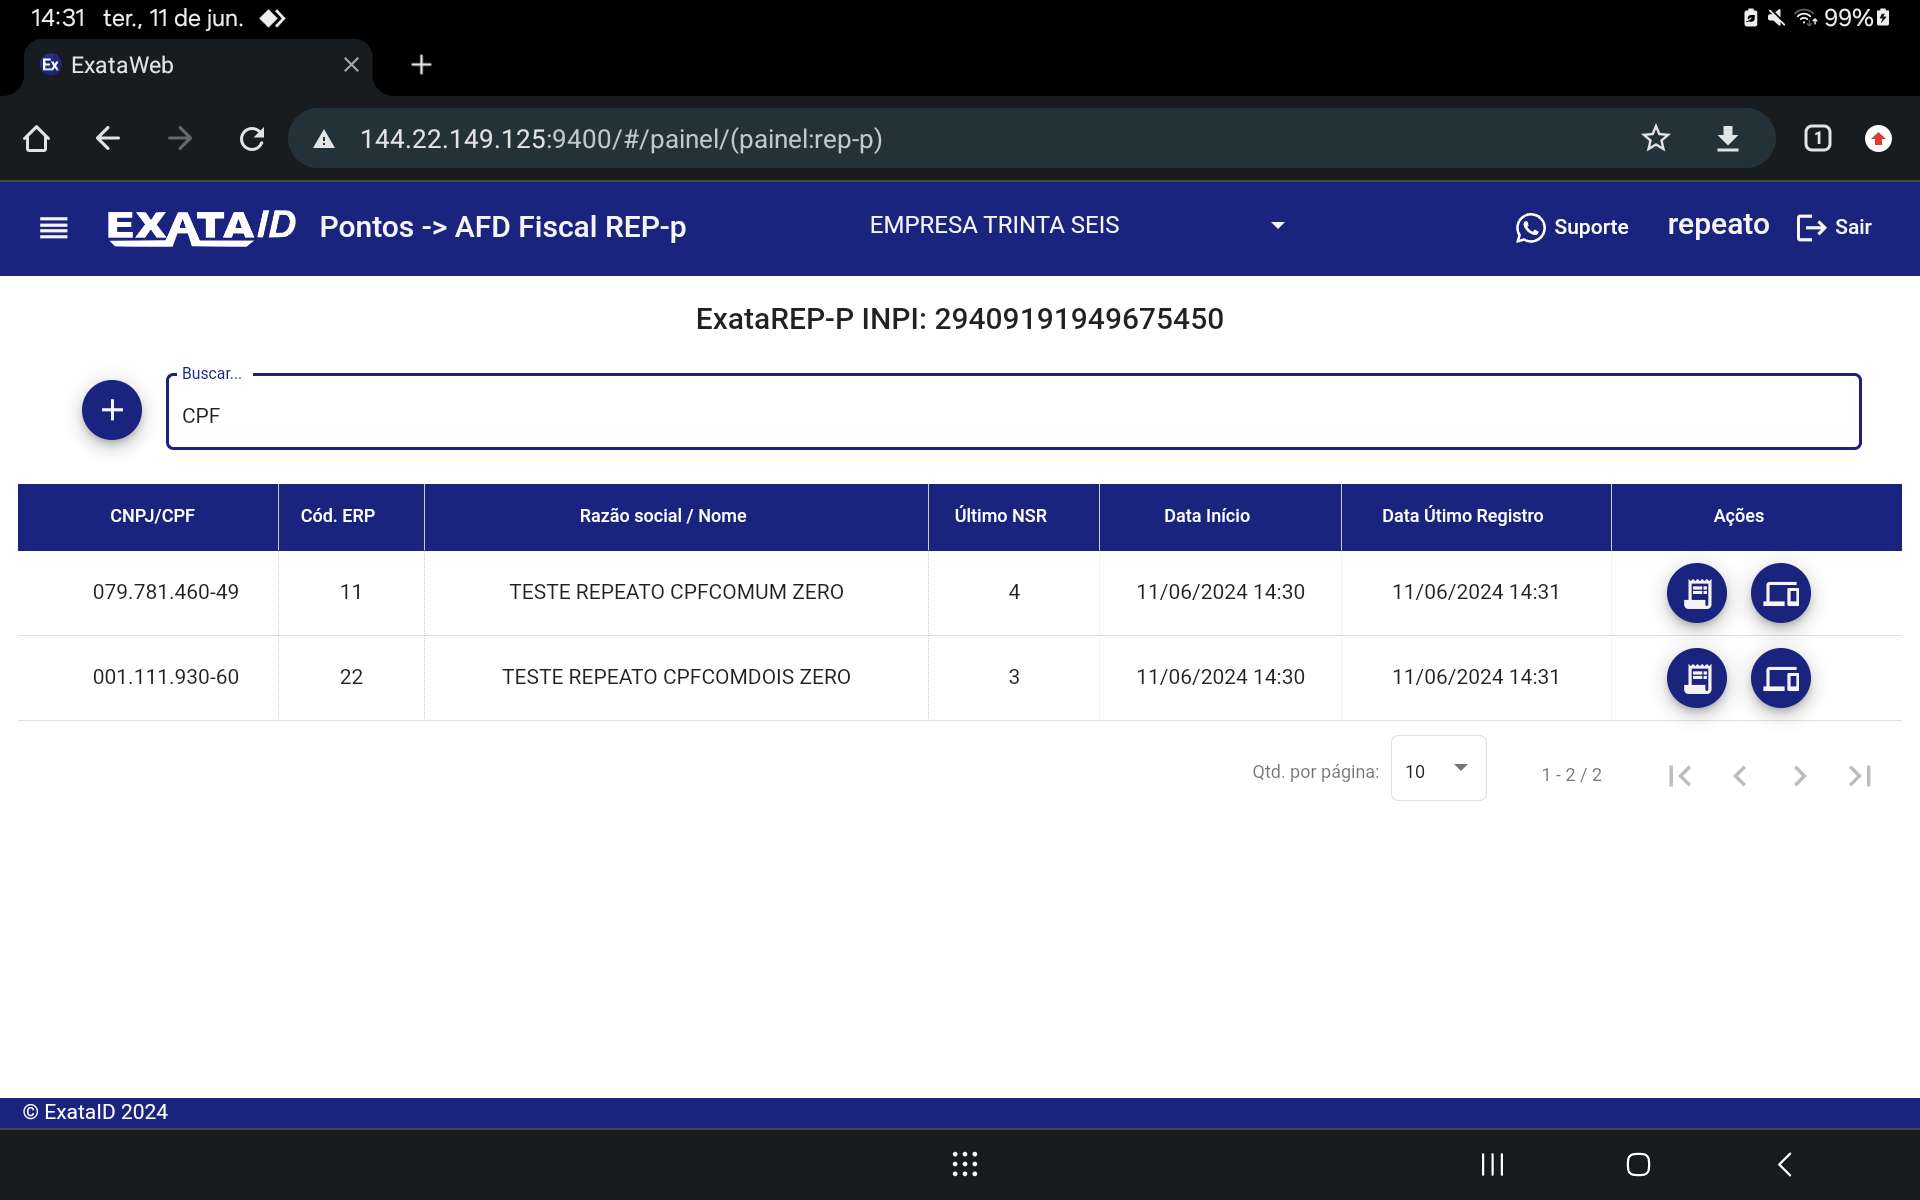 14:31 ter., 11 de jun. 99%
Ex ExataWeb
144.22.149.125:9400/#/painel/(painel:rep-p) 1
EXATAID Pontos -> AFD Fiscal REP-p EMPRESA TRINTA SEIS Suporte repeato Sair
ExataREP-P INPI: 29409191949675450
Buscar...
CPF
CNPJ/CPF Cód. ERP Razão social / Nome Último NSR Data Início Data Útimo Registro Ações
079.781.460-49 11 TESTE REPEATO CPFCOMUM ZERO 4 11/06/2024 14:30 11/06/2024 14:31
001.111.930-60 22 TESTE REPEATO CPFCOMDOIS ZERO 3 11/06/2024 14:30 11/06/2024 14:31
Qtd. por página: 10 1 - 2 / 2
© ExataID 2024